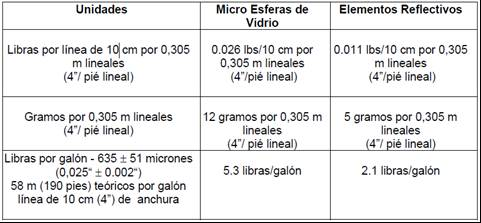 Unidades
Micro Esferas de
Vidrio
Elementos Reflectivos
Libras por línea de 10 cm por 0,305
m lineales
(4”/ pié lineal)
0.026 lbs/10 cm por
0,305 m lineales
(4”/pié lineal)
0.011 lbs/10 cm por 0,305
m lineales
(4”/pié lineal)
Gramos por 0,305 m lineales
(4”/ pié lineal)
12 gramos por 0,305 m
lineales
(4”/ pié lineal)
5 gramos por 0,305 m
lineales
(4”/ pié lineal)
Libras por galón - 635 ± 51 micrones
(0,025“ ± 0.002“)
58 m (190 pies) teóricos por galón
línea de 10 cm (4”) de anchura
5.3 libras/galón
2.1 libras/galón